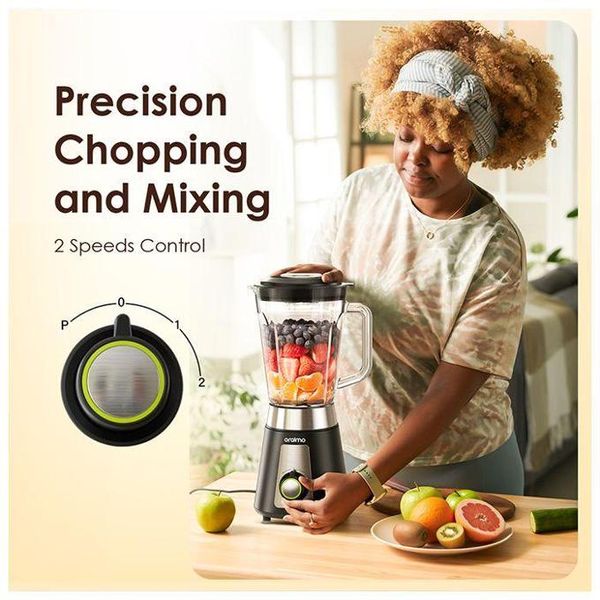 Precision
Chopping
and Mixing
2 Speeds Control
P
0
1
2
oraimo